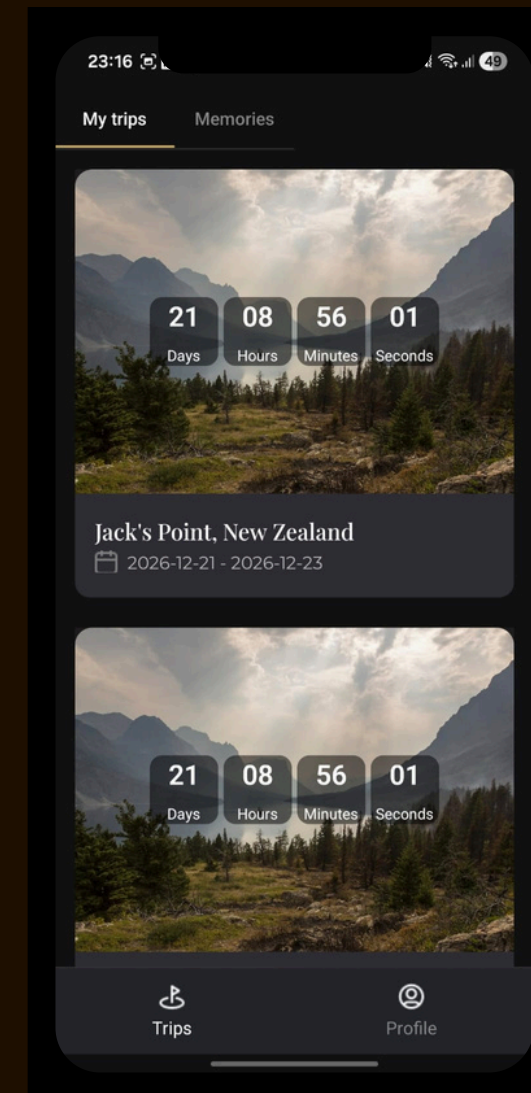 23:16
49
My trips Memories
21 08 56 01
Days Hours Minutes Seconds
Jack's Point, New Zealand
2026-12-21 - 2026-12-23
21 08 56 01
Days Hours Minutes Seconds
Trips Profile